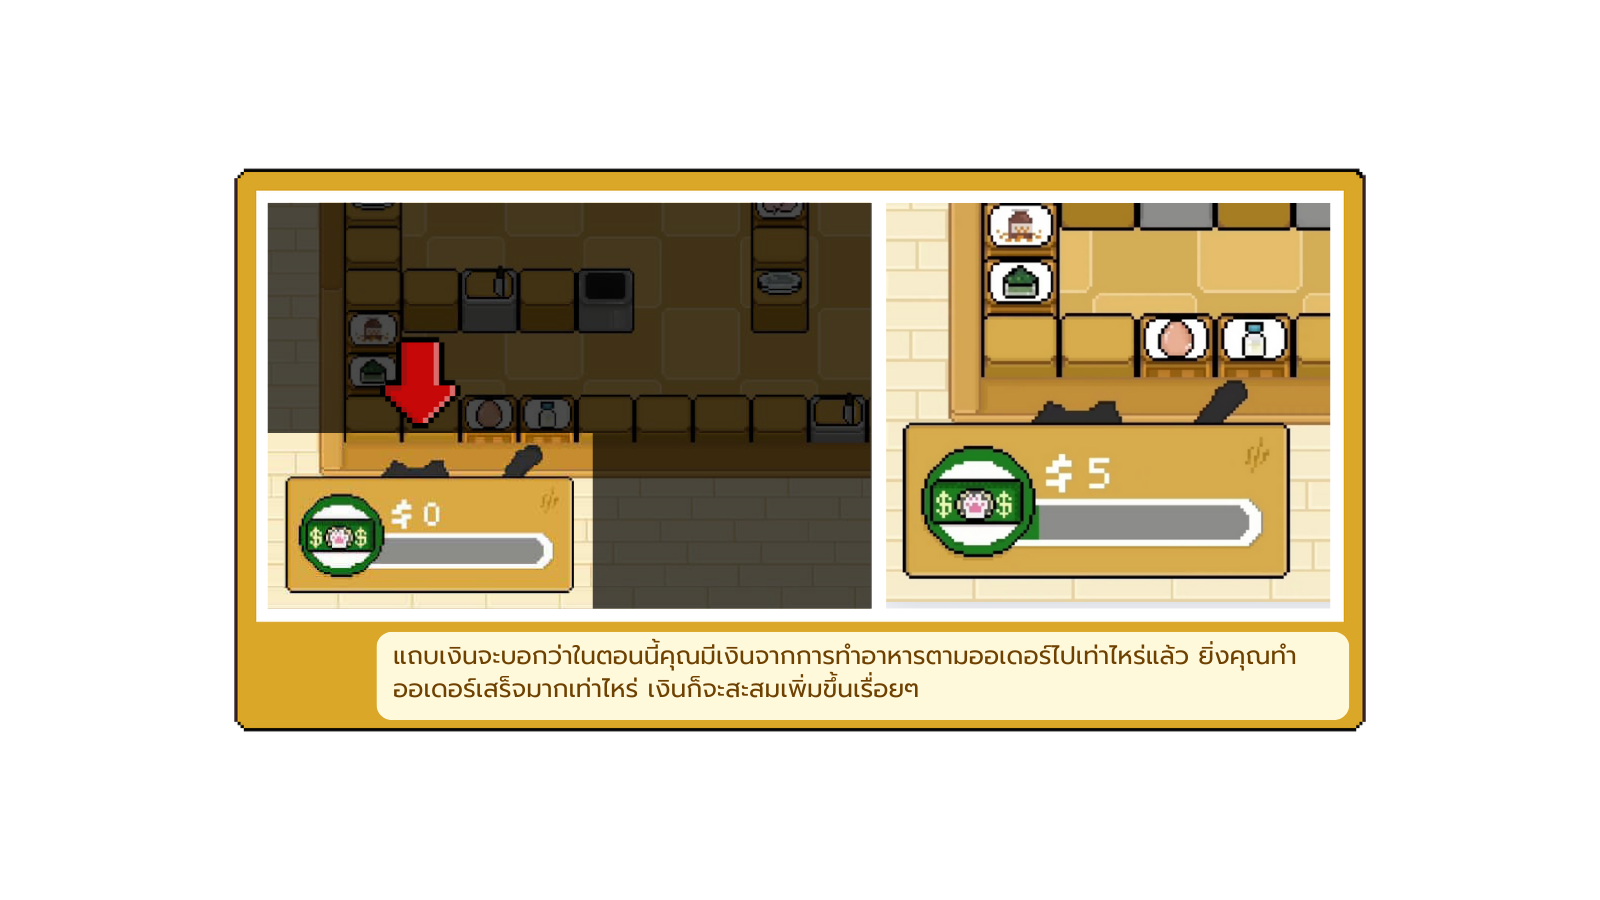 $ 0
$ $
$ 5
$ $
แถบเงินจะบอกว่าในตอนนี้คุณมีเงินจากการทำอาหารตามออเดอร์ไปเท่าไหร่แล้ว ยิ่งคุณทำ
ออเดอร์เสร็จมากเท่าไหร่ เงินก็จะสะสมเพิ่มขึ้นเรื่อยๆ